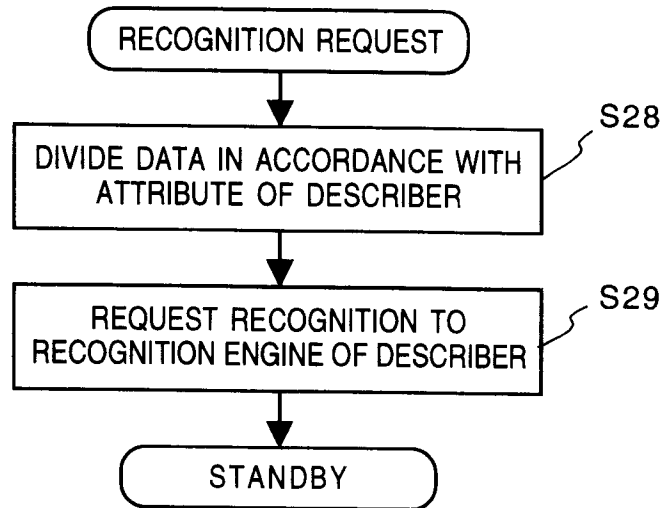 RECOGNITION REQUEST
S28
DIVIDE DATA IN ACCORDANCE WITH
ATTRIBUTE OF DESCRIBER
S29
REQUEST RECOGNITION TO
RECOGNITION ENGINE OF DESCRIBER
STANDBY